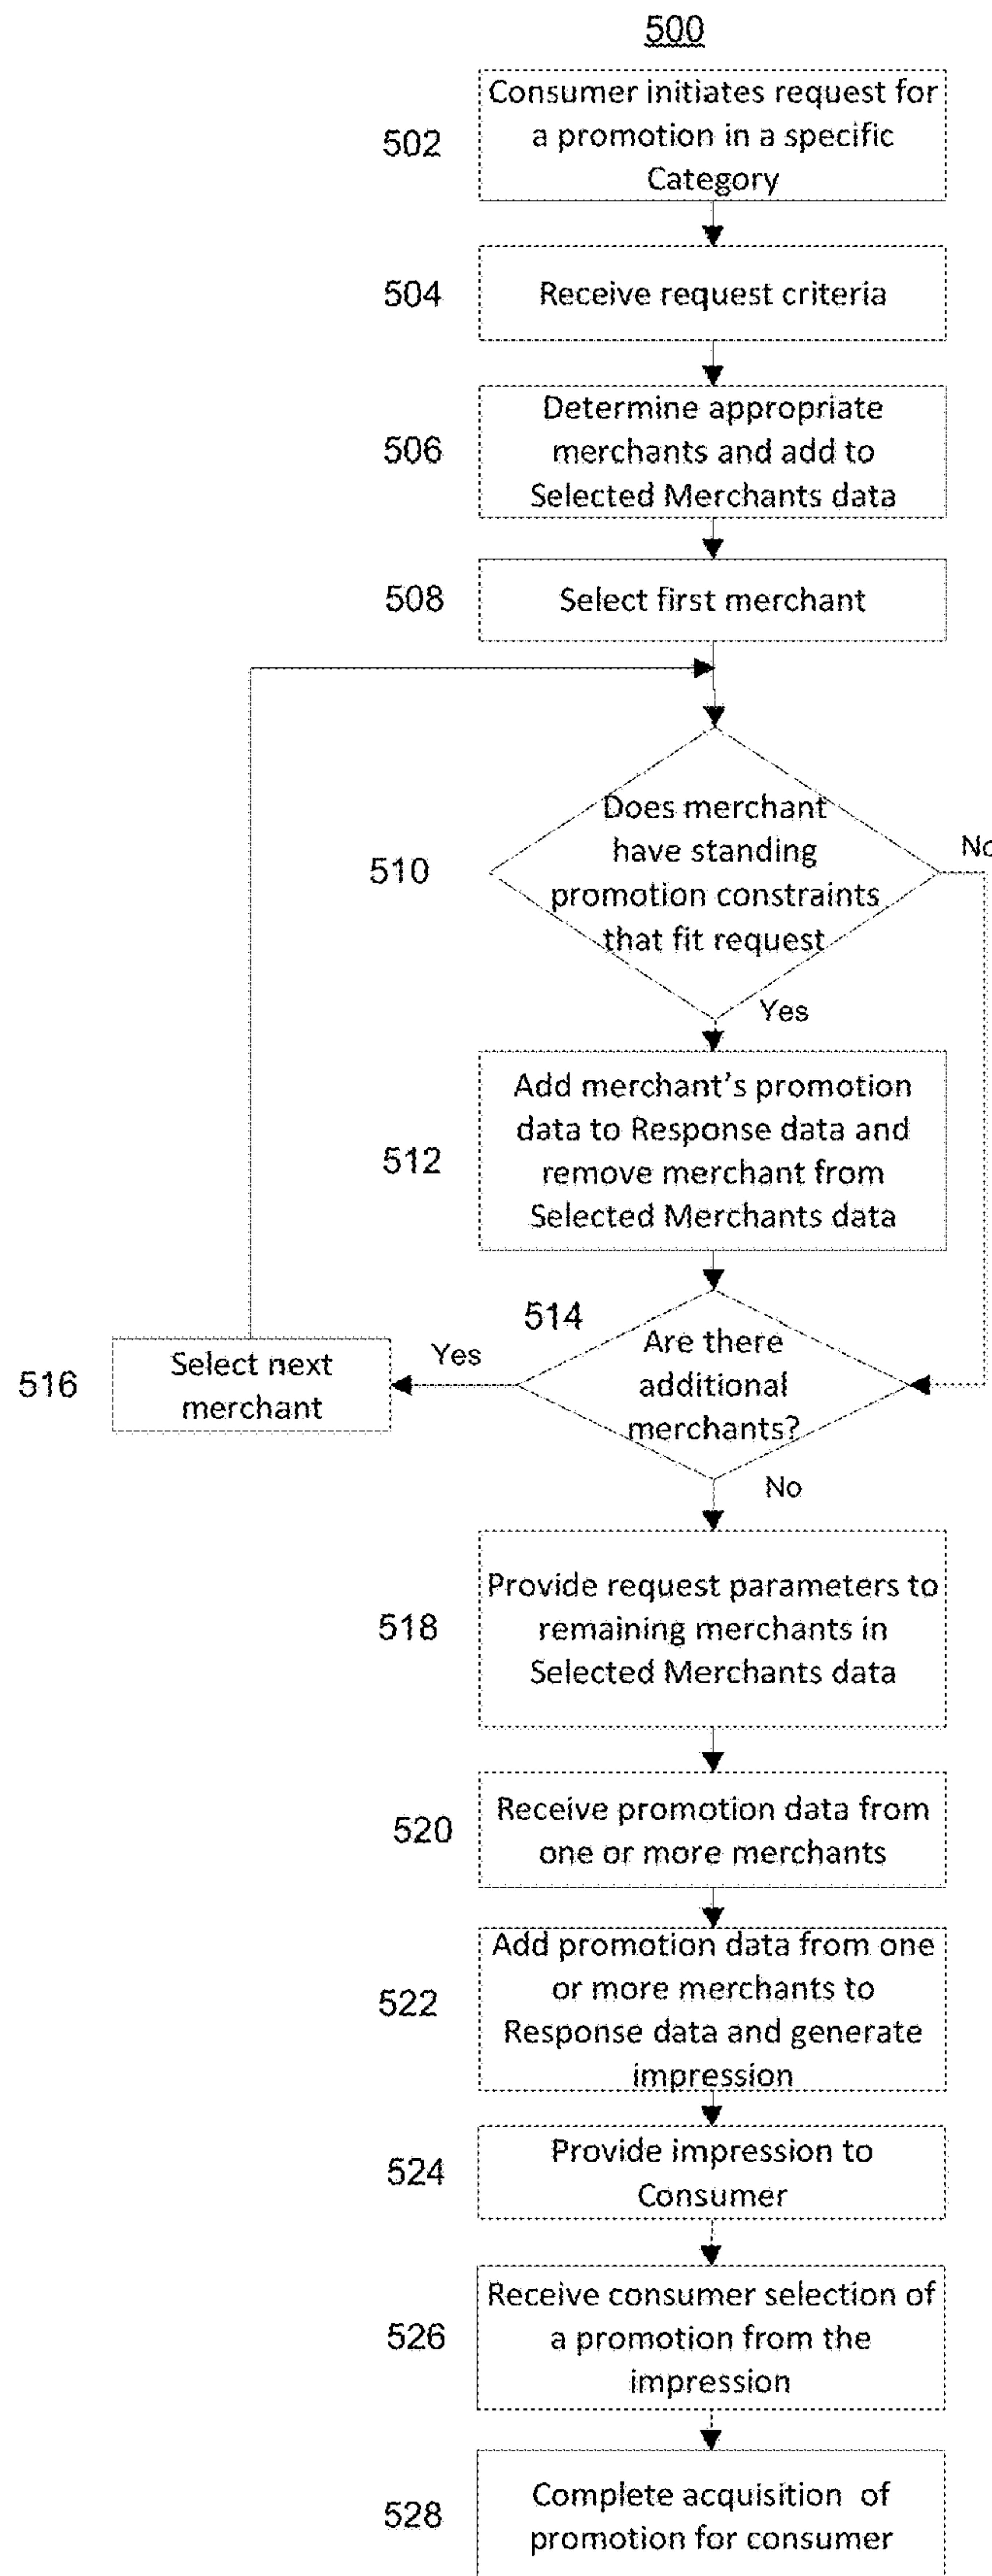 500
502
Consumer initiates request for
a promotion in a specific
Category
504
Receive request criteria
506
Determine appropriate
merchants and add to
Selected Merchants data
508
Select first merchant
510
Does merchant
have standing
promotion constraints
that fit request
No
Yes
512
Add merchant's promotion
data to Response data and
remove merchant from
Selected Merchants data
514
Are there
additional
merchants?
Yes
516
Select next
merchant
No
518
Provide request parameters to
remaining merchants in
Selected Merchants data
520
Receive promotion data from
one or more merchants
522
Add promotion data from one
or more merchants to
Response data and generate
impression
524
Provide impression to
Consumer
526
Receive consumer selection of
a promotion from the
impression
528
Complete acquisition of
promotion for consumer